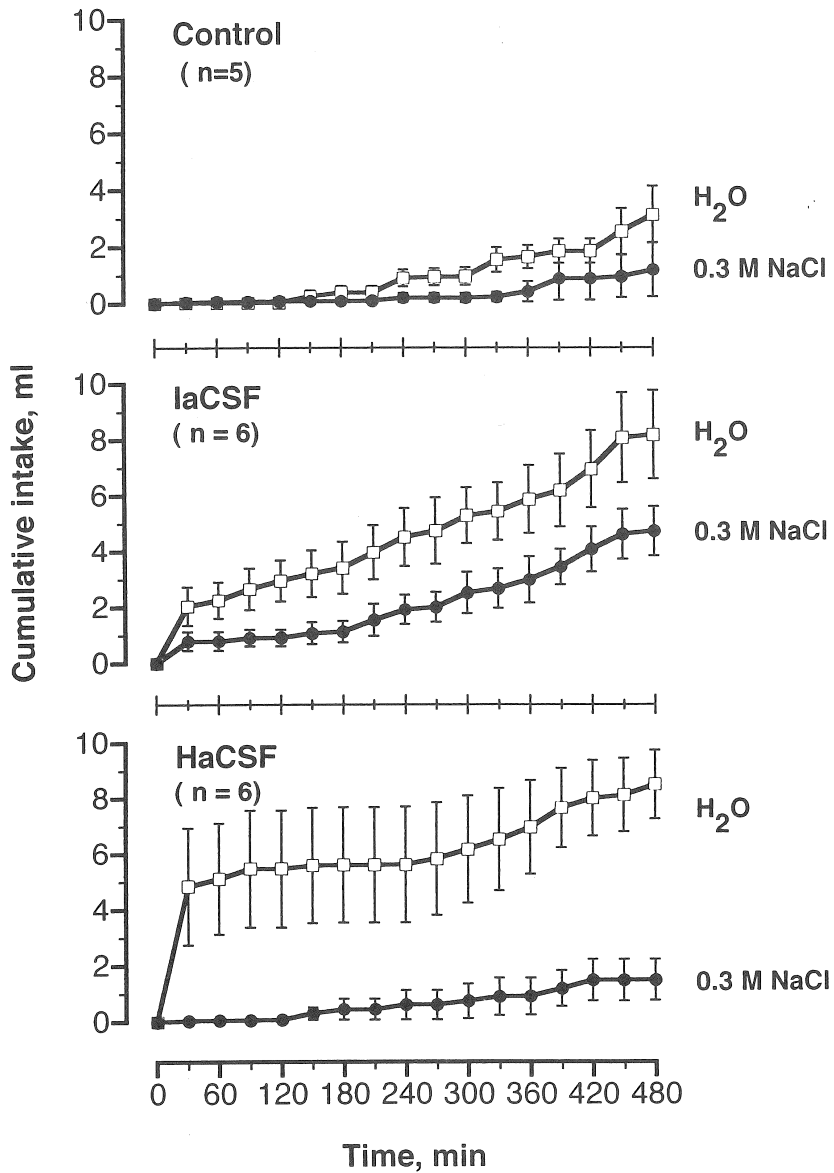 Control
( n=5)
10
8
6
4
2
0
H2O
0.3 M NaCl
IaCSF
( n = 6)
10
8
6
4
2
0
H2O
0.3 M NaCl
HaCSF
( n = 6)
10
8
6
4
2
0
H2O
0.3 M NaCl
Cumulative intake, ml
0 60 120 180 240 300 360 420 480
Time, min